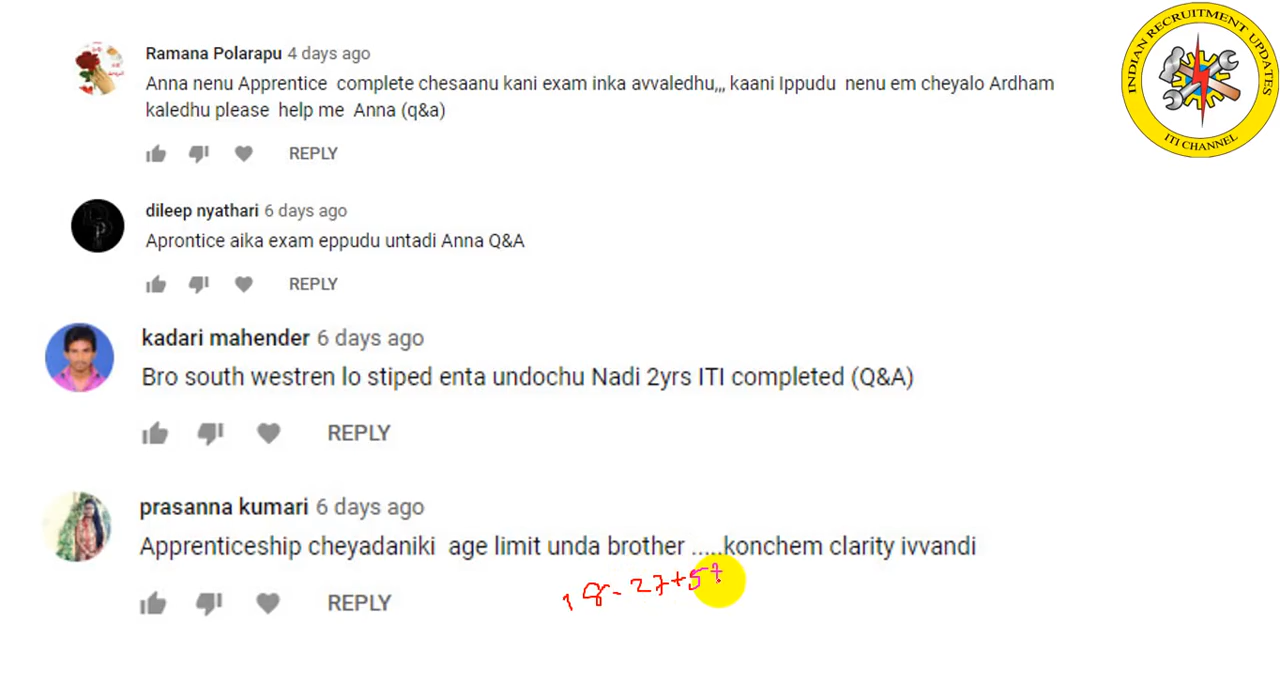 INDIAN RECRUITMENT UPDATES
ITI CHANNEL
Ramana Polarapu 4 days ago
Anna nenu Apprentice complete chesaanu kani exam inka avvaledhu,,, kaani Ippudu nenu em cheyalo Ardham
kaledhu please help me Anna (q&a)
REPLY
dileep nyathari 6 days ago
Aprontice aika exam eppudu untadi Anna Q&A
REPLY
kadari mahender 6 days ago
Bro south westren lo stiped enta undochu Nadi 2yrs ITI completed (Q&A)
REPLY
prasanna kumari 6 days ago
Apprenticeship cheyadaniki age limit unda brother .....konchem clarity ivvandi
18-27+5+
REPLY